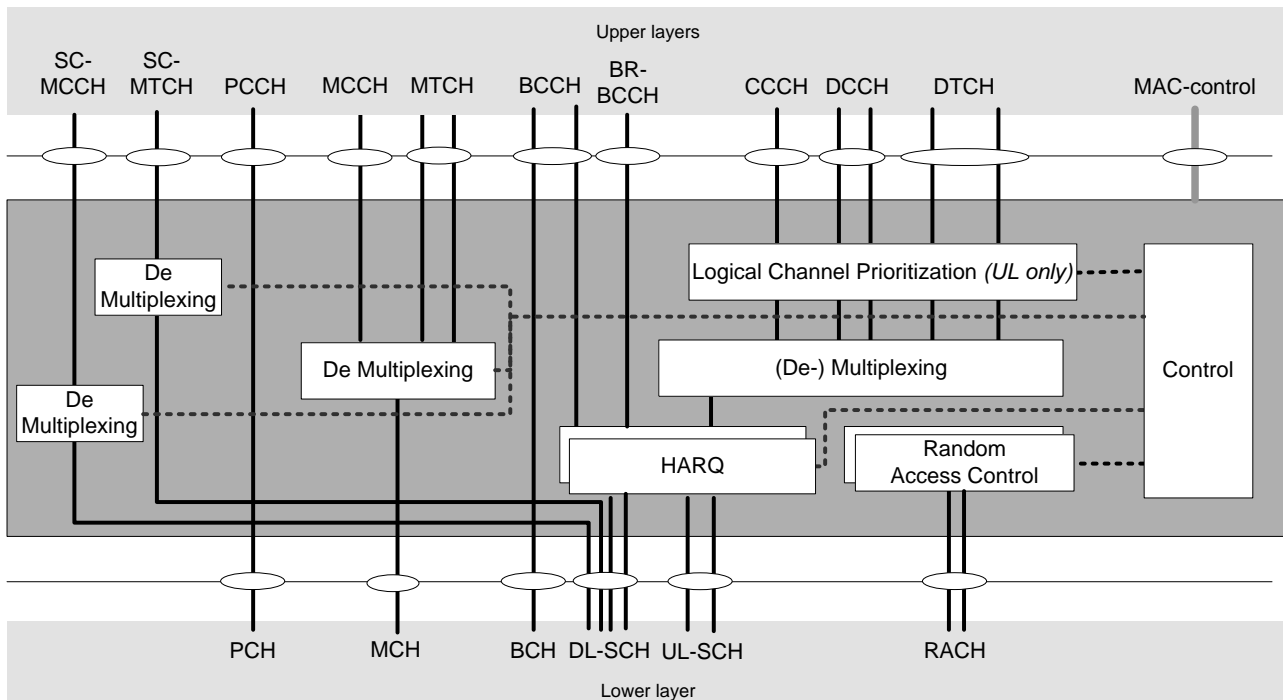 Upper layers
SC-
MCCH
SC-
MTCH
PCCH
MCCH
MTCH
BCCH
BR-
BCCH
CCCH
DCCH
DTCH
MAC-control
De
Multiplexing
Logical Channel Prioritization (UL only)
De Multiplexing
(De-) Multiplexing
Control
De
Multiplexing
HARQ
Random
Access Control
PCH
MCH
BCH
DL-SCH
UL-SCH
RACH
Lower layer